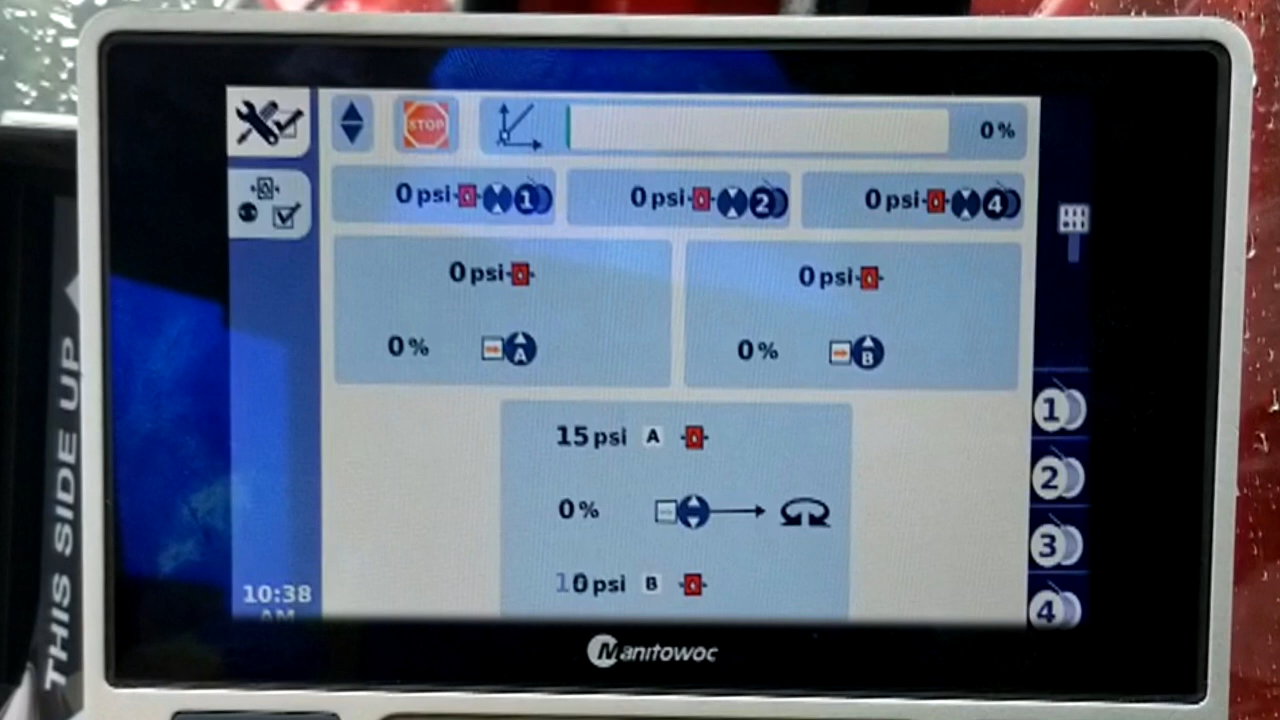 STOP
0%
0 psi 1
0 psi 2
0 psi 4
0 psi
0 psi
0% A
0% B
15 psi A
0%
10 psi B
1
2
3
4
10:38
AM
Manitowoc
THIS SIDE UP